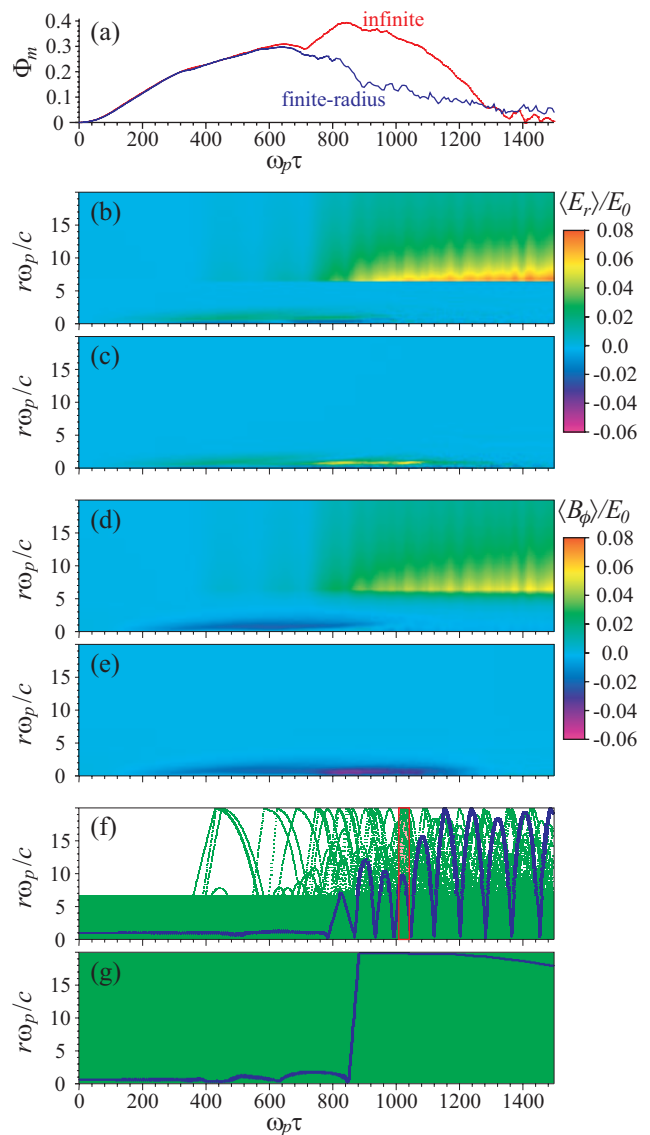 (a)
infinite
finite-radius
Φm
0.4
0.3
0.2
0.1
0
0 200 400 600 800 1000 1200 1400
ωpτ
(b)
rωp/c
15
10
5
0
⟨Er⟩/E0
0.08
0.06
0.04
0.02
0.0
-0.02
-0.04
-0.06
(c)
rωp/c
15
10
5
0
(d)
rωp/c
15
10
5
0
⟨Bϕ⟩/E0
0.08
0.06
0.04
0.02
0.0
-0.02
-0.04
-0.06
(e)
rωp/c
15
10
5
0
(f)
rωp/c
15
10
5
0
(g)
rωp/c
15
10
5
0
0 200 400 600 800 1000 1200 1400
ωpτ